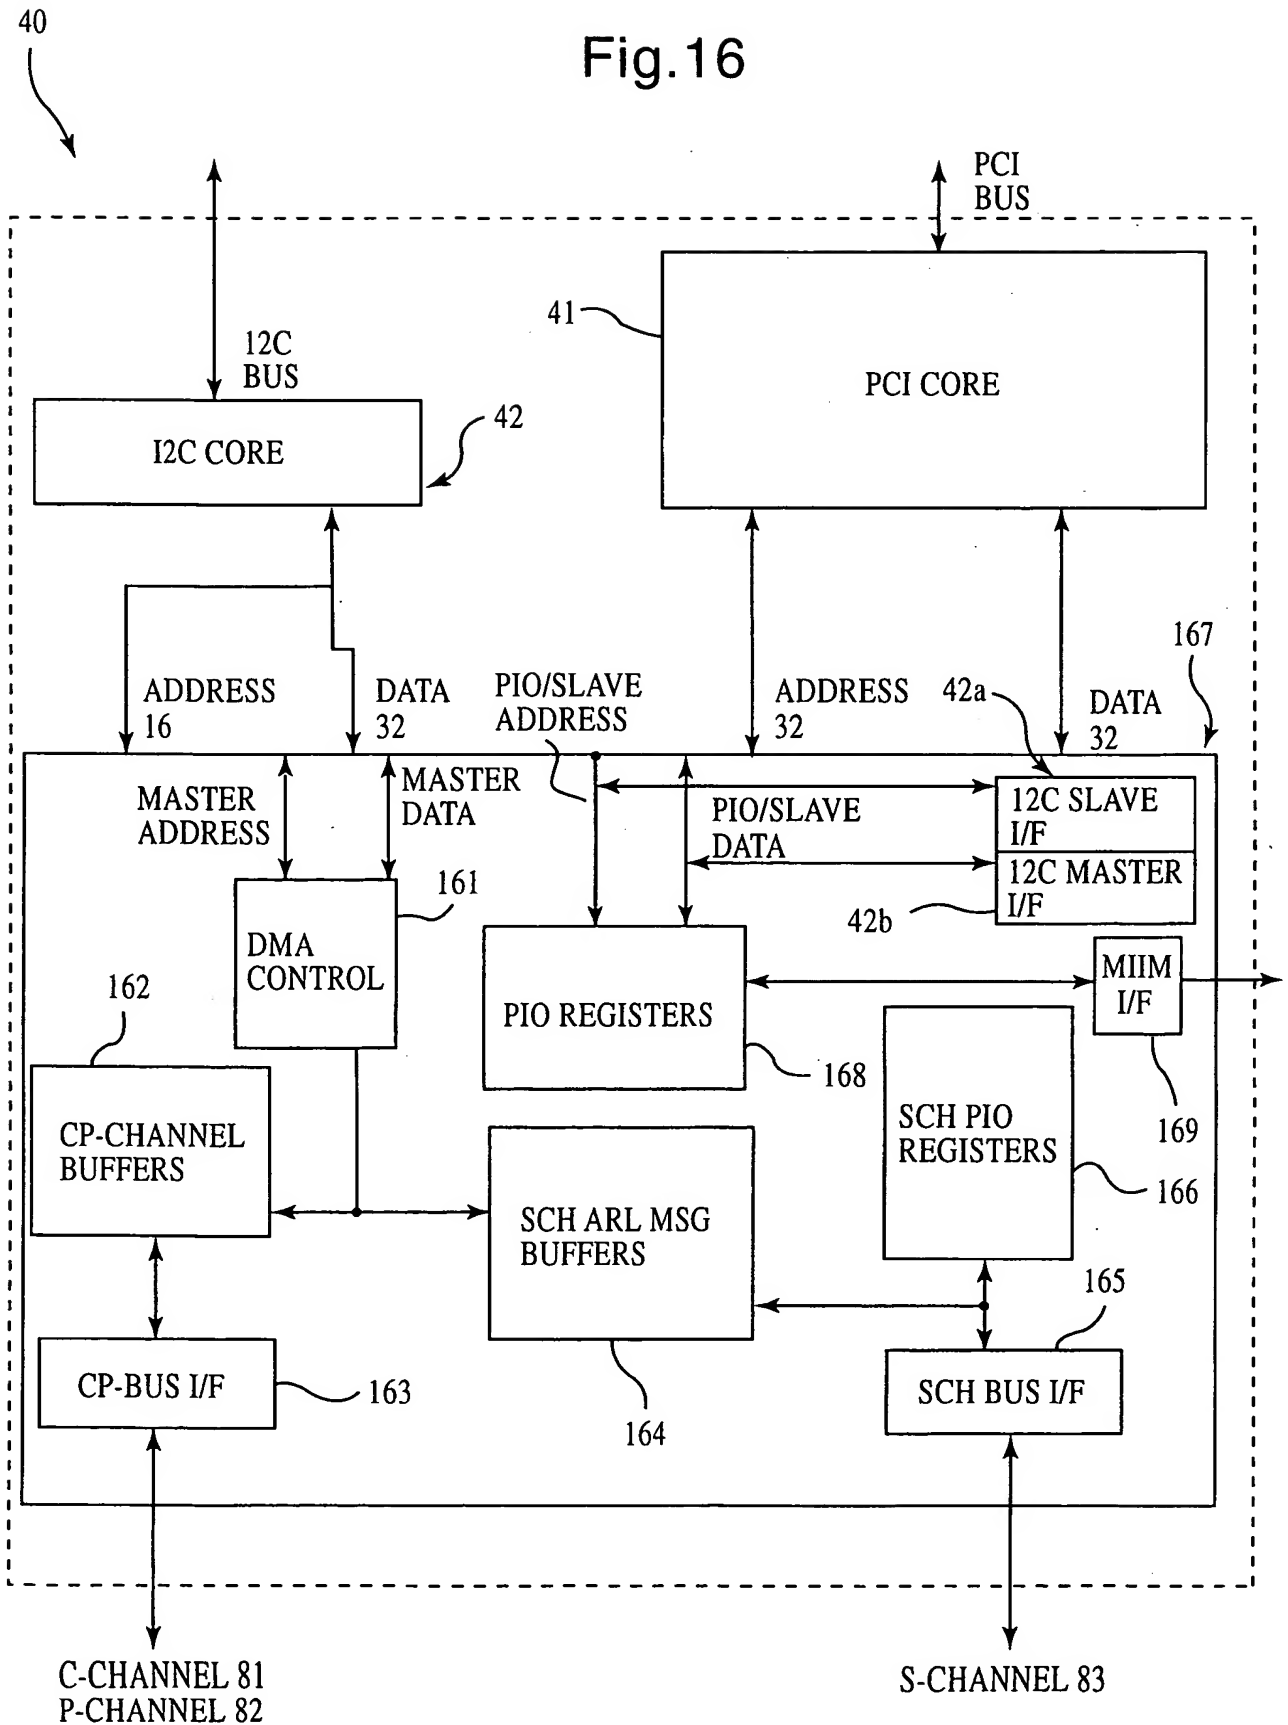 40
Fig.16
PCI
BUS
41
12C
BUS
PCI CORE
42
I2C CORE
167
PIO/SLAVE
ADDRESS
ADDRESS
16
DATA
32
ADDRESS
32
42a
DATA
32
MASTER
ADDRESS
MASTER
DATA
PIO/SLAVE
DATA
12C SLAVE
I/F
12C MASTER
I/F
161
42b
DMA
CONTROL
MIIM
I/F
162
PIO REGISTERS
168
SCH PIO
REGISTERS
169
CP-CHANNEL
BUFFERS
166
SCH ARL MSG
BUFFERS
165
CP-BUS I/F
163
SCH BUS I/F
164
C-CHANNEL 81
P-CHANNEL 82
S-CHANNEL 83